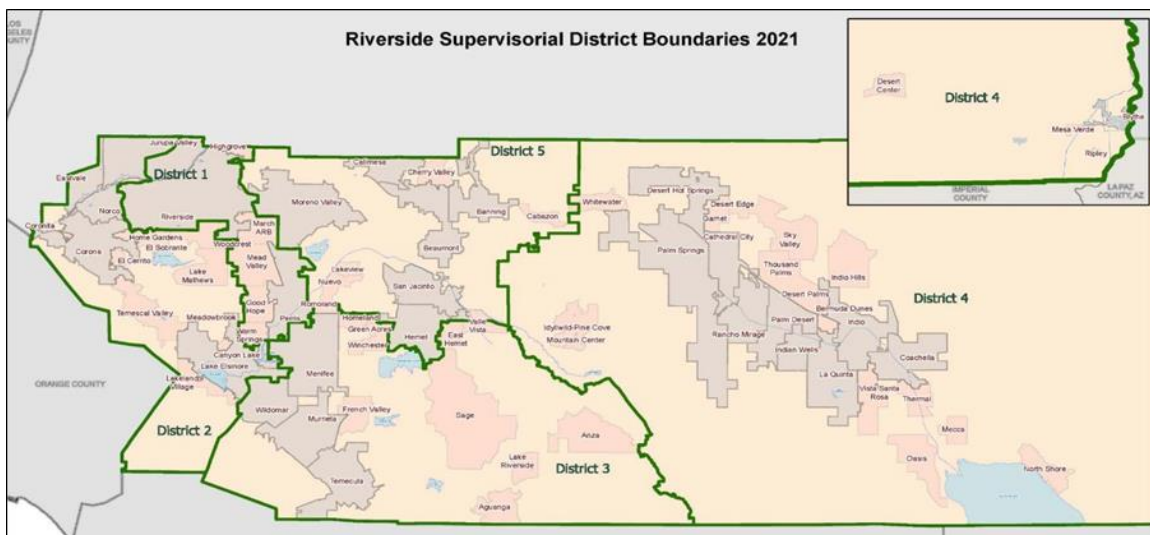 LOS
ANGELES
COUNTY
Riverside Supervisorial District Boundaries 2021
Desert
Center
District 4
Blythe
Mesa Verde
Ripley
IMPERIAL
COUNTY
LA PAZ
COUNTY, AZ
Jurupa Valley
Highgrove
District 5
Calimesa
Cherry Valley
Eastvale
District 1
Desert Hot Springs
Whitewater
Moreno Valley
Desert Edge
Norco
Banning
Garnet
Riverside
Cabazon
Coronita
March
ARB
Sky
Valley
Home Gardens
Woodcrest
Cathedral City
El Sobrante
Corona
Beaumont
Palm Springs
El Cerrito
Mead
Valley
Thousand
Palms
Lake
Mathews
Lakeview
Indio Hills
Nuevo
San Jacinto
Desert Palms
District 4
Good
Hope
Romoland
Bermuda Dunes
Temescal Valley
Meadowbrook
Perris
Homeland
Valle
Vista
Palm Desert
Indio
Green Acres
Idyllwild-Pine Cove
Warm
Springs
Hemet
East
Hemet
Rancho Mirage
Mountain Center
Winchester
Indian Wells
Canyon Lake
Coachella
Lake Elsinore
Menifee
La Quinta
ORANGE COUNTY
Lakeland
Village
Vista Santa
Rosa
Thermal
Wildomar
French Valley
Murrieta
Sage
District 2
Mecca
Anza
Lake
Riverside
Oasis
North Shore
District 3
Temecula
Aguanga